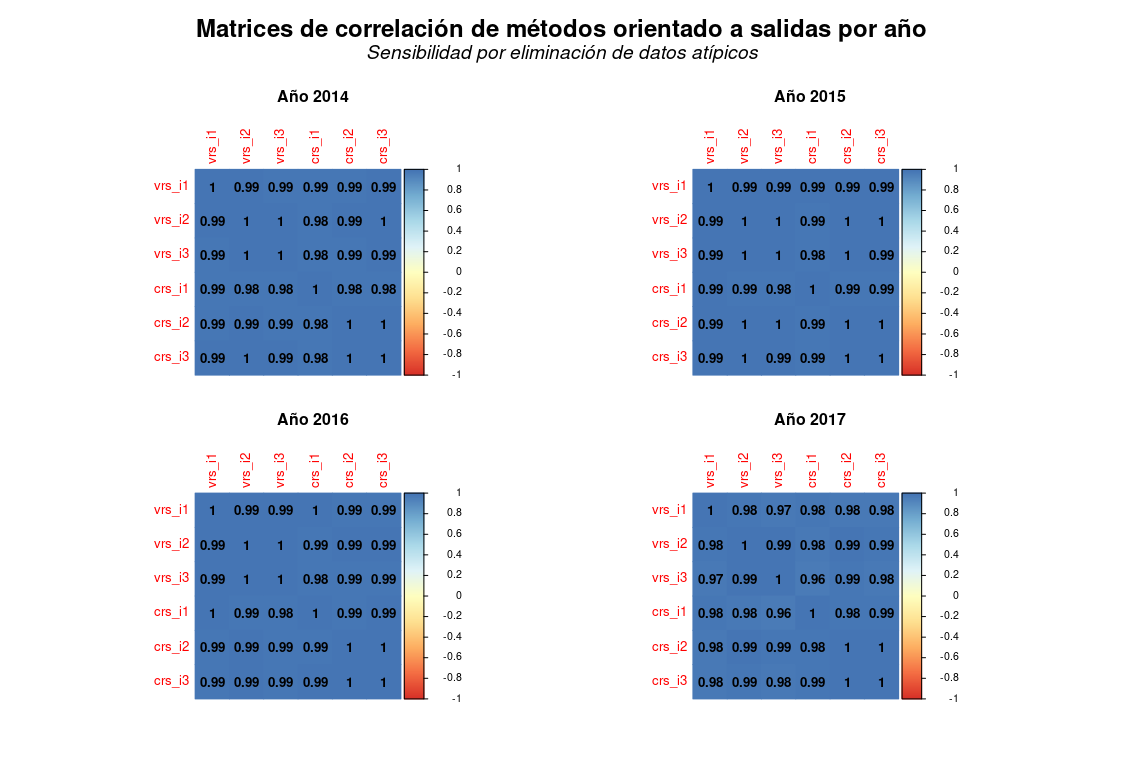 Matrices de correlación de métodos orientado a salidas por año
Sensibilidad por eliminación de datos atípicos
Año 2014
vrs_i1 vrs_i2 vrs_i3 crs_i1 crs_i2 crs_i3
vrs_i1 1 0.99 0.99 0.99 0.99 0.99
vrs_i2 0.99 1 1 0.98 0.99 1
vrs_i3 0.99 1 1 0.98 0.99 0.99
crs_i1 0.99 0.98 0.98 1 0.98 0.98
crs_i2 0.99 0.99 0.99 0.98 1 1
crs_i3 0.99 1 0.99 0.98 1 1
1
0.8
0.6
0.4
0.2
0
-0.2
-0.4
-0.6
-0.8
-1
Año 2015
vrs_i1 vrs_i2 vrs_i3 crs_i1 crs_i2 crs_i3
vrs_i1 1 0.99 0.99 0.99 0.99 0.99
vrs_i2 0.99 1 1 0.99 1 1
vrs_i3 0.99 1 1 0.98 1 0.99
crs_i1 0.99 0.99 0.98 1 0.99 0.99
crs_i2 0.99 1 1 0.99 1 1
crs_i3 0.99 1 0.99 0.99 1 1
1
0.8
0.6
0.4
0.2
0
-0.2
-0.4
-0.6
-0.8
-1
Año 2016
vrs_i1 vrs_i2 vrs_i3 crs_i1 crs_i2 crs_i3
vrs_i1 1 0.99 0.99 1 0.99 0.99
vrs_i2 0.99 1 1 0.99 0.99 0.99
vrs_i3 0.99 1 1 0.98 0.99 0.99
crs_i1 1 0.99 0.98 1 0.99 0.99
crs_i2 0.99 0.99 0.99 0.99 1 1
crs_i3 0.99 0.99 0.99 0.99 1 1
1
0.8
0.6
0.4
0.2
0
-0.2
-0.4
-0.6
-0.8
-1
Año 2017
vrs_i1 vrs_i2 vrs_i3 crs_i1 crs_i2 crs_i3
vrs_i1 1 0.98 0.97 0.98 0.98 0.98
vrs_i2 0.98 1 0.99 0.98 0.99 0.99
vrs_i3 0.97 0.99 1 0.96 0.99 0.98
crs_i1 0.98 0.98 0.96 1 0.98 0.99
crs_i2 0.98 0.99 0.99 0.98 1 1
crs_i3 0.98 0.99 0.98 0.99 1 1
1
0.8
0.6
0.4
0.2
0
-0.2
-0.4
-0.6
-0.8
-1